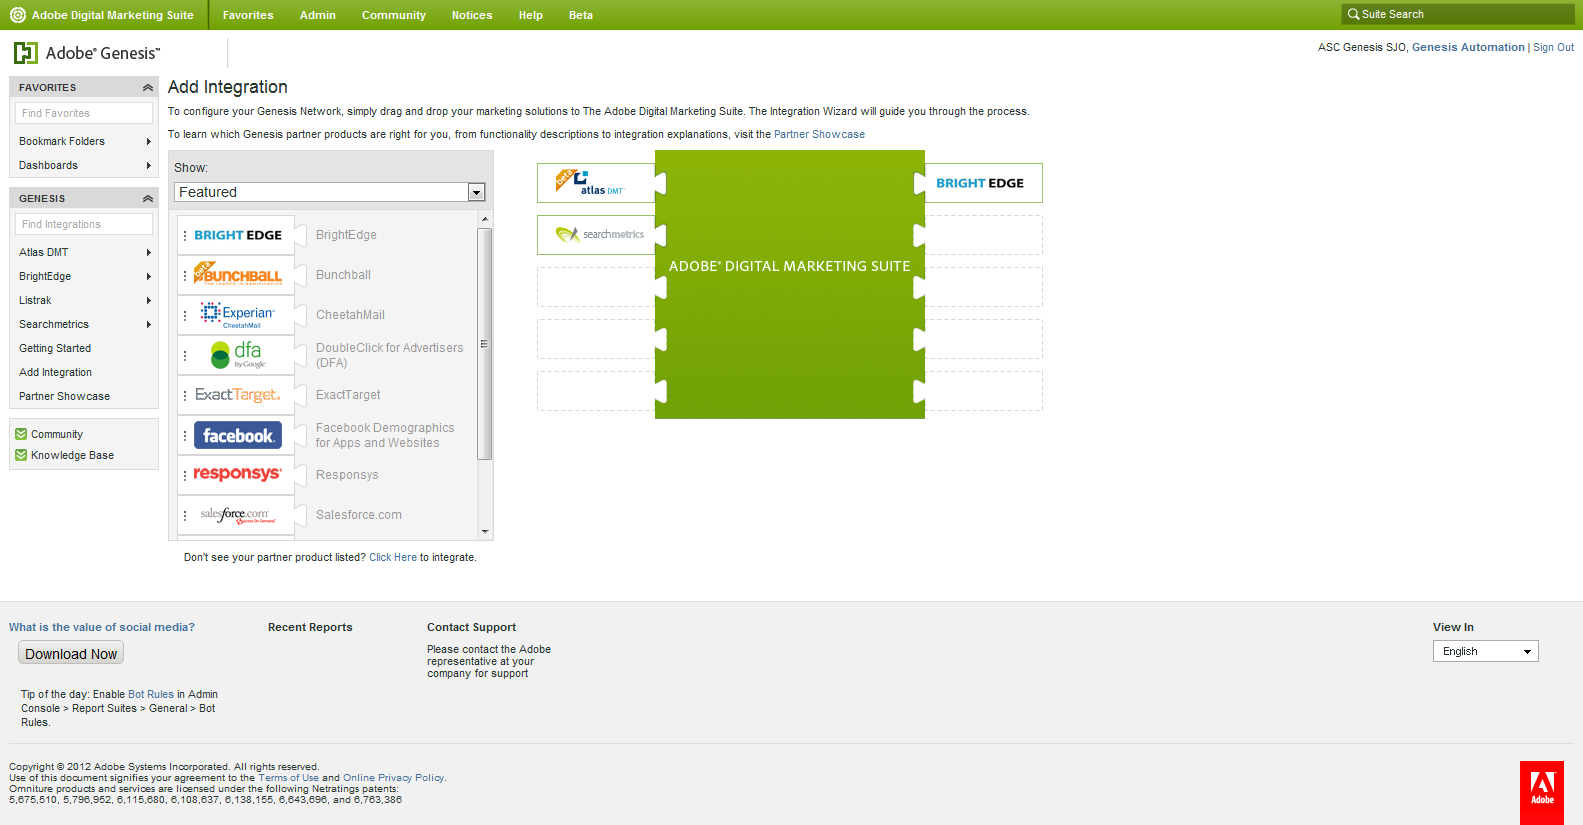 Adobe Digital Marketing Suite
Favorites
Admin
Community
Notices
Help
Beta
Suite Search
Adobe® Genesis™
ASC Genesis SJO, Genesis Automation | Sign Out
FAVORITES
Find Favorites
Bookmark Folders
Dashboards
GENESIS
Find Integrations
Atlas DMT
BrightEdge
Listrak
Searchmetrics
Getting Started
Add Integration
Partner Showcase
Community
Knowledge Base
Add Integration
To configure your Genesis Network, simply drag and drop your marketing solutions to The Adobe Digital Marketing Suite. The Integration Wizard will guide you through the process.
To learn which Genesis partner products are right for you, from functionality descriptions to integration explanations, visit the Partner Showcase
Show:
Featured
BRIGHT EDGE
BrightEdge
beta
BUNCHBALL
THE LEADER IN GAMIFICATION
Bunchball
Experian™
CheetahMail
CheetahMail
dfa
by Google
DoubleClick for Advertisers
(DFA)
ExactTarget.
ExactTarget
facebook.
Facebook Demographics
for Apps and Websites
responsys
Responsys
salesforce.com
Success On Demand
Salesforce.com
Don't see your partner product listed? Click Here to integrate.
beta
atlas DMT™
searchmetrics
ADOBE® DIGITAL MARKETING SUITE
BRIGHT EDGE
What is the value of social media?
Download Now
Tip of the day: Enable Bot Rules in Admin
Console > Report Suites > General > Bot
Rules.
Recent Reports
Contact Support
Please contact the Adobe
representative at your
company for support
View In
English
Copyright © 2012 Adobe Systems Incorporated. All rights reserved.
Use of this document signifies your agreement to the Terms of Use and Online Privacy Policy.
Omniture products and services are licensed under the following Netratings patents:
5,675,510, 5,796,952, 6,115,680, 6,108,637, 6,138,155, 6,643,696, and 6,763,386
Adobe